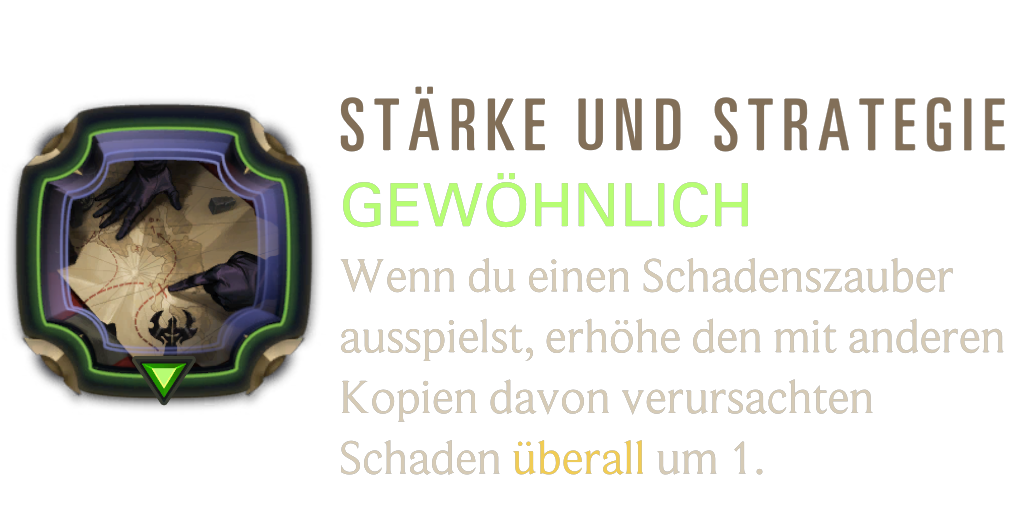 STÄRKE UND STRATEGIE
GEWÖHNLICH
Wenn du einen Schadenszauber
ausspielst, erhöhe den mit anderen
Kopien davon verursachten
Schaden überall um 1.